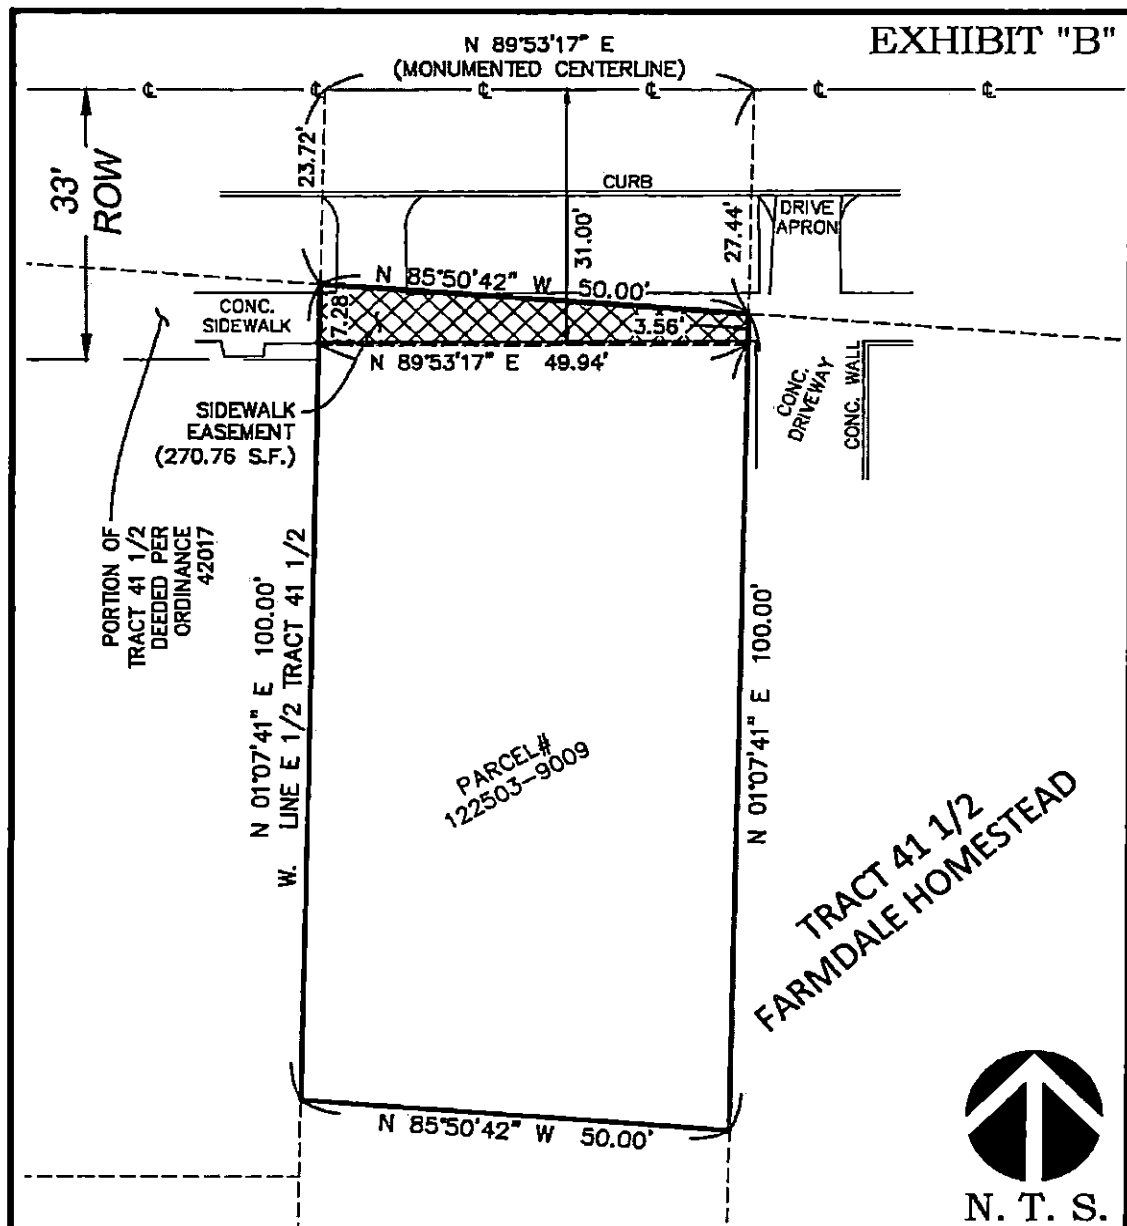 EXHIBIT "B"
N 89°53'17" E
(MONUMENTED CENTERLINE)
℄ ℄ ℄ ℄ ℄ ℄
33'
ROW
23.72'
CURB
31.00'
27.44'
DRIVE
APRON
N 85°50'42" W 50.00'
CONC.
SIDEWALK
7.28'
3.56'
N 89°53'17" E 49.94'
CONC.
DRIVEWAY
CONC. WALL
SIDEWALK
EASEMENT
(270.76 S.F.)
PORTION OF
TRACT 41 1/2
DEEDED PER
ORDINANCE
42017
N 01°07'41" E 100.00'
W. LINE E 1/2 TRACT 41 1/2
N 01°07'41" E 100.00'
PARCEL#
122503-9009
TRACT 41 1/2
FARMDALE HOMESTEAD
N 85°50'42" W 50.00'
N. T. S.